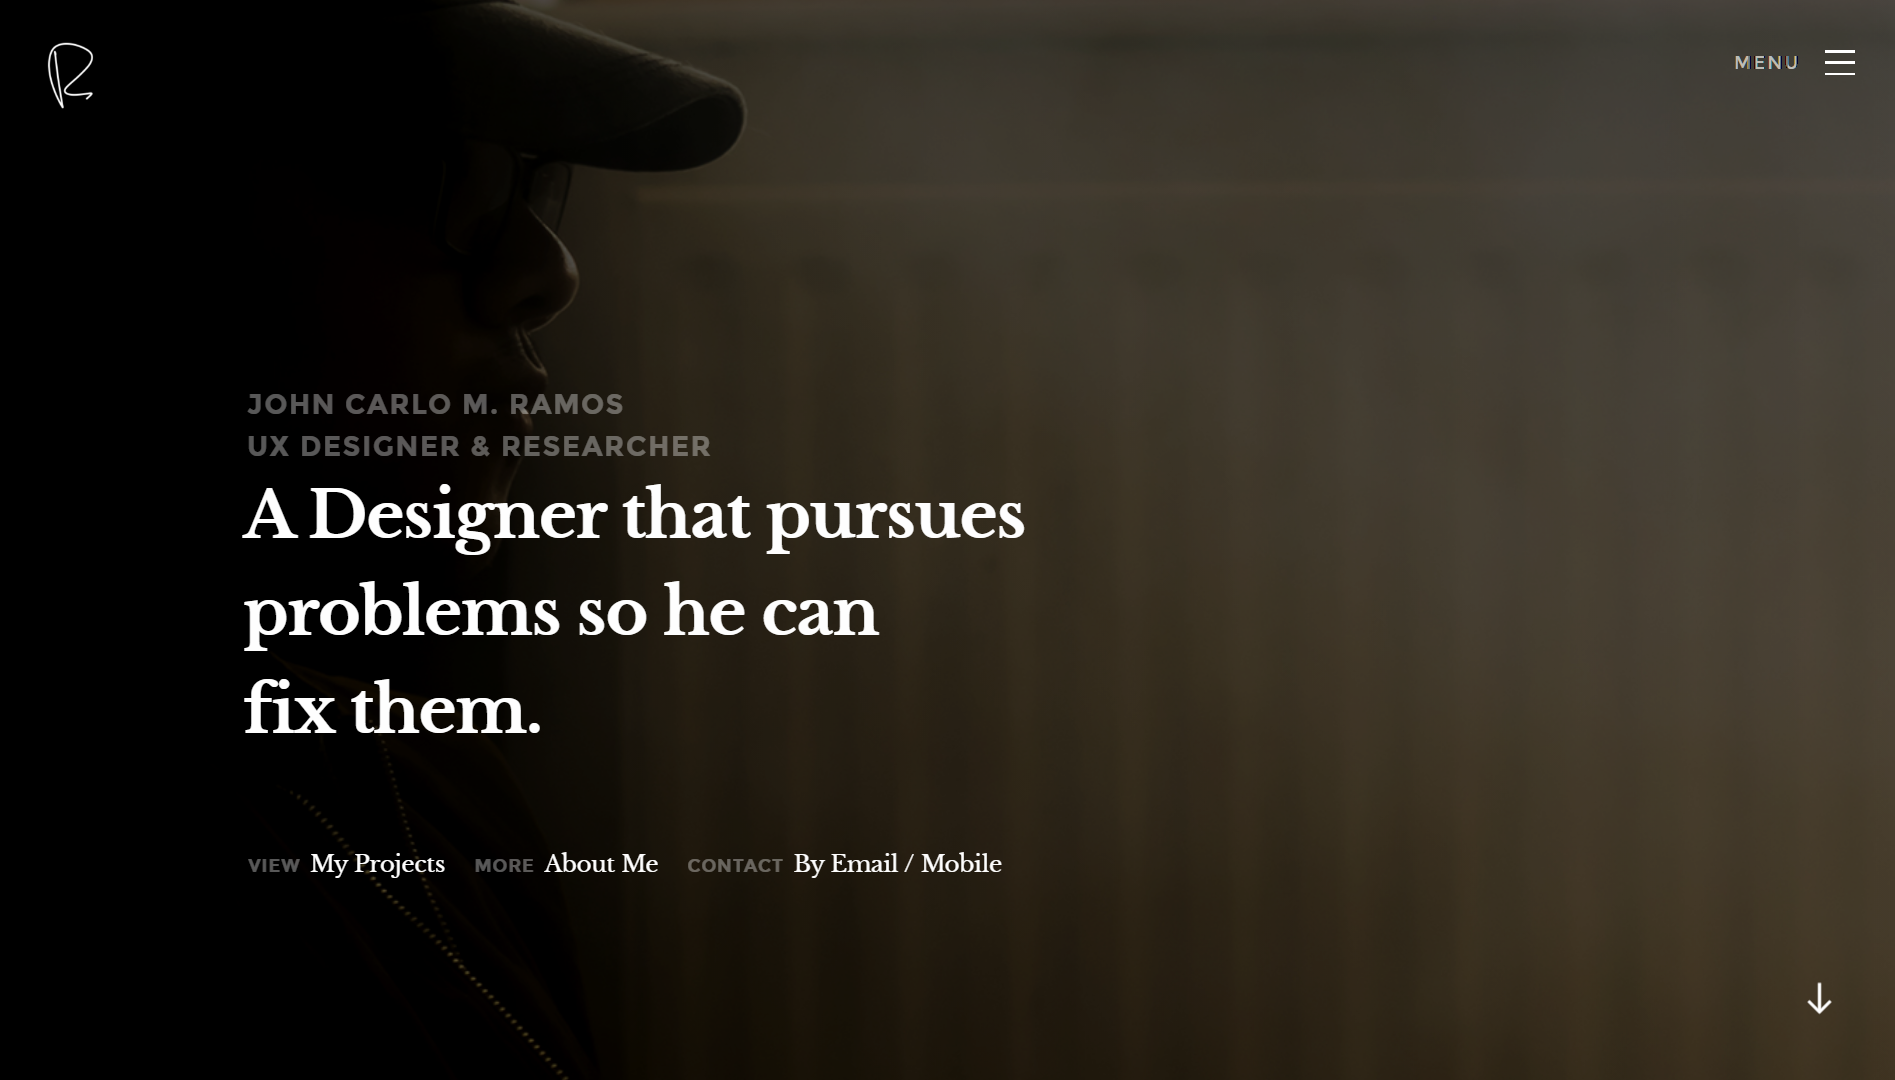 MENU
JOHN CARLO M. RAMOS
UX DESIGNER & RESEARCHER
A Designer that pursues
problems so he can
fix them.
VIEW My Projects MORE About Me CONTACT By Email / Mobile